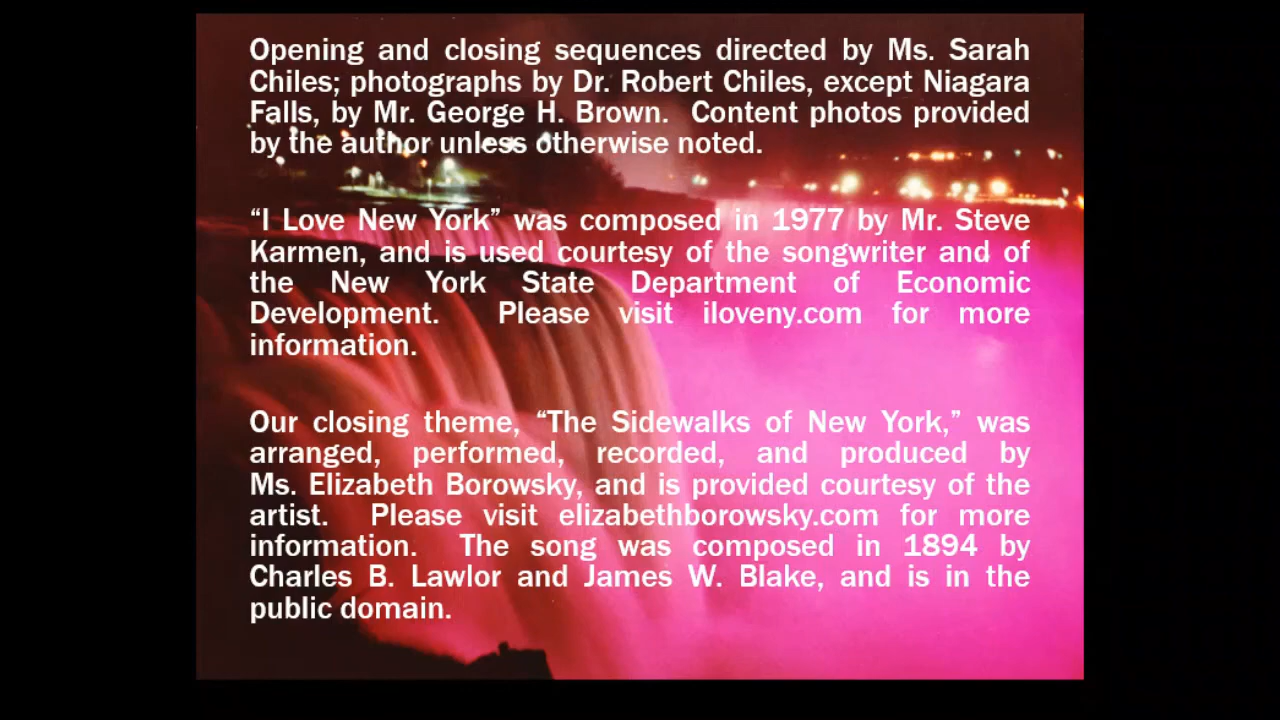 Opening and closing sequences directed by Ms. Sarah
Chiles; photographs by Dr. Robert Chiles, except Niagara
Falls, by Mr. George H. Brown.  Content photos provided
by the author unless otherwise noted.
“I Love New York” was composed in 1977 by Mr. Steve
Karmen, and is used courtesy of the songwriter and of
the New York State Department of Economic
Development.  Please visit iloveny.com for more
information.
Our closing theme, “The Sidewalks of New York,” was
arranged, performed, recorded, and produced by
Ms. Elizabeth Borowsky, and is provided courtesy of the
artist.  Please visit elizabethborowsky.com for more
information.  The song was composed in 1894 by
Charles B. Lawlor and James W. Blake, and is in the
public domain.